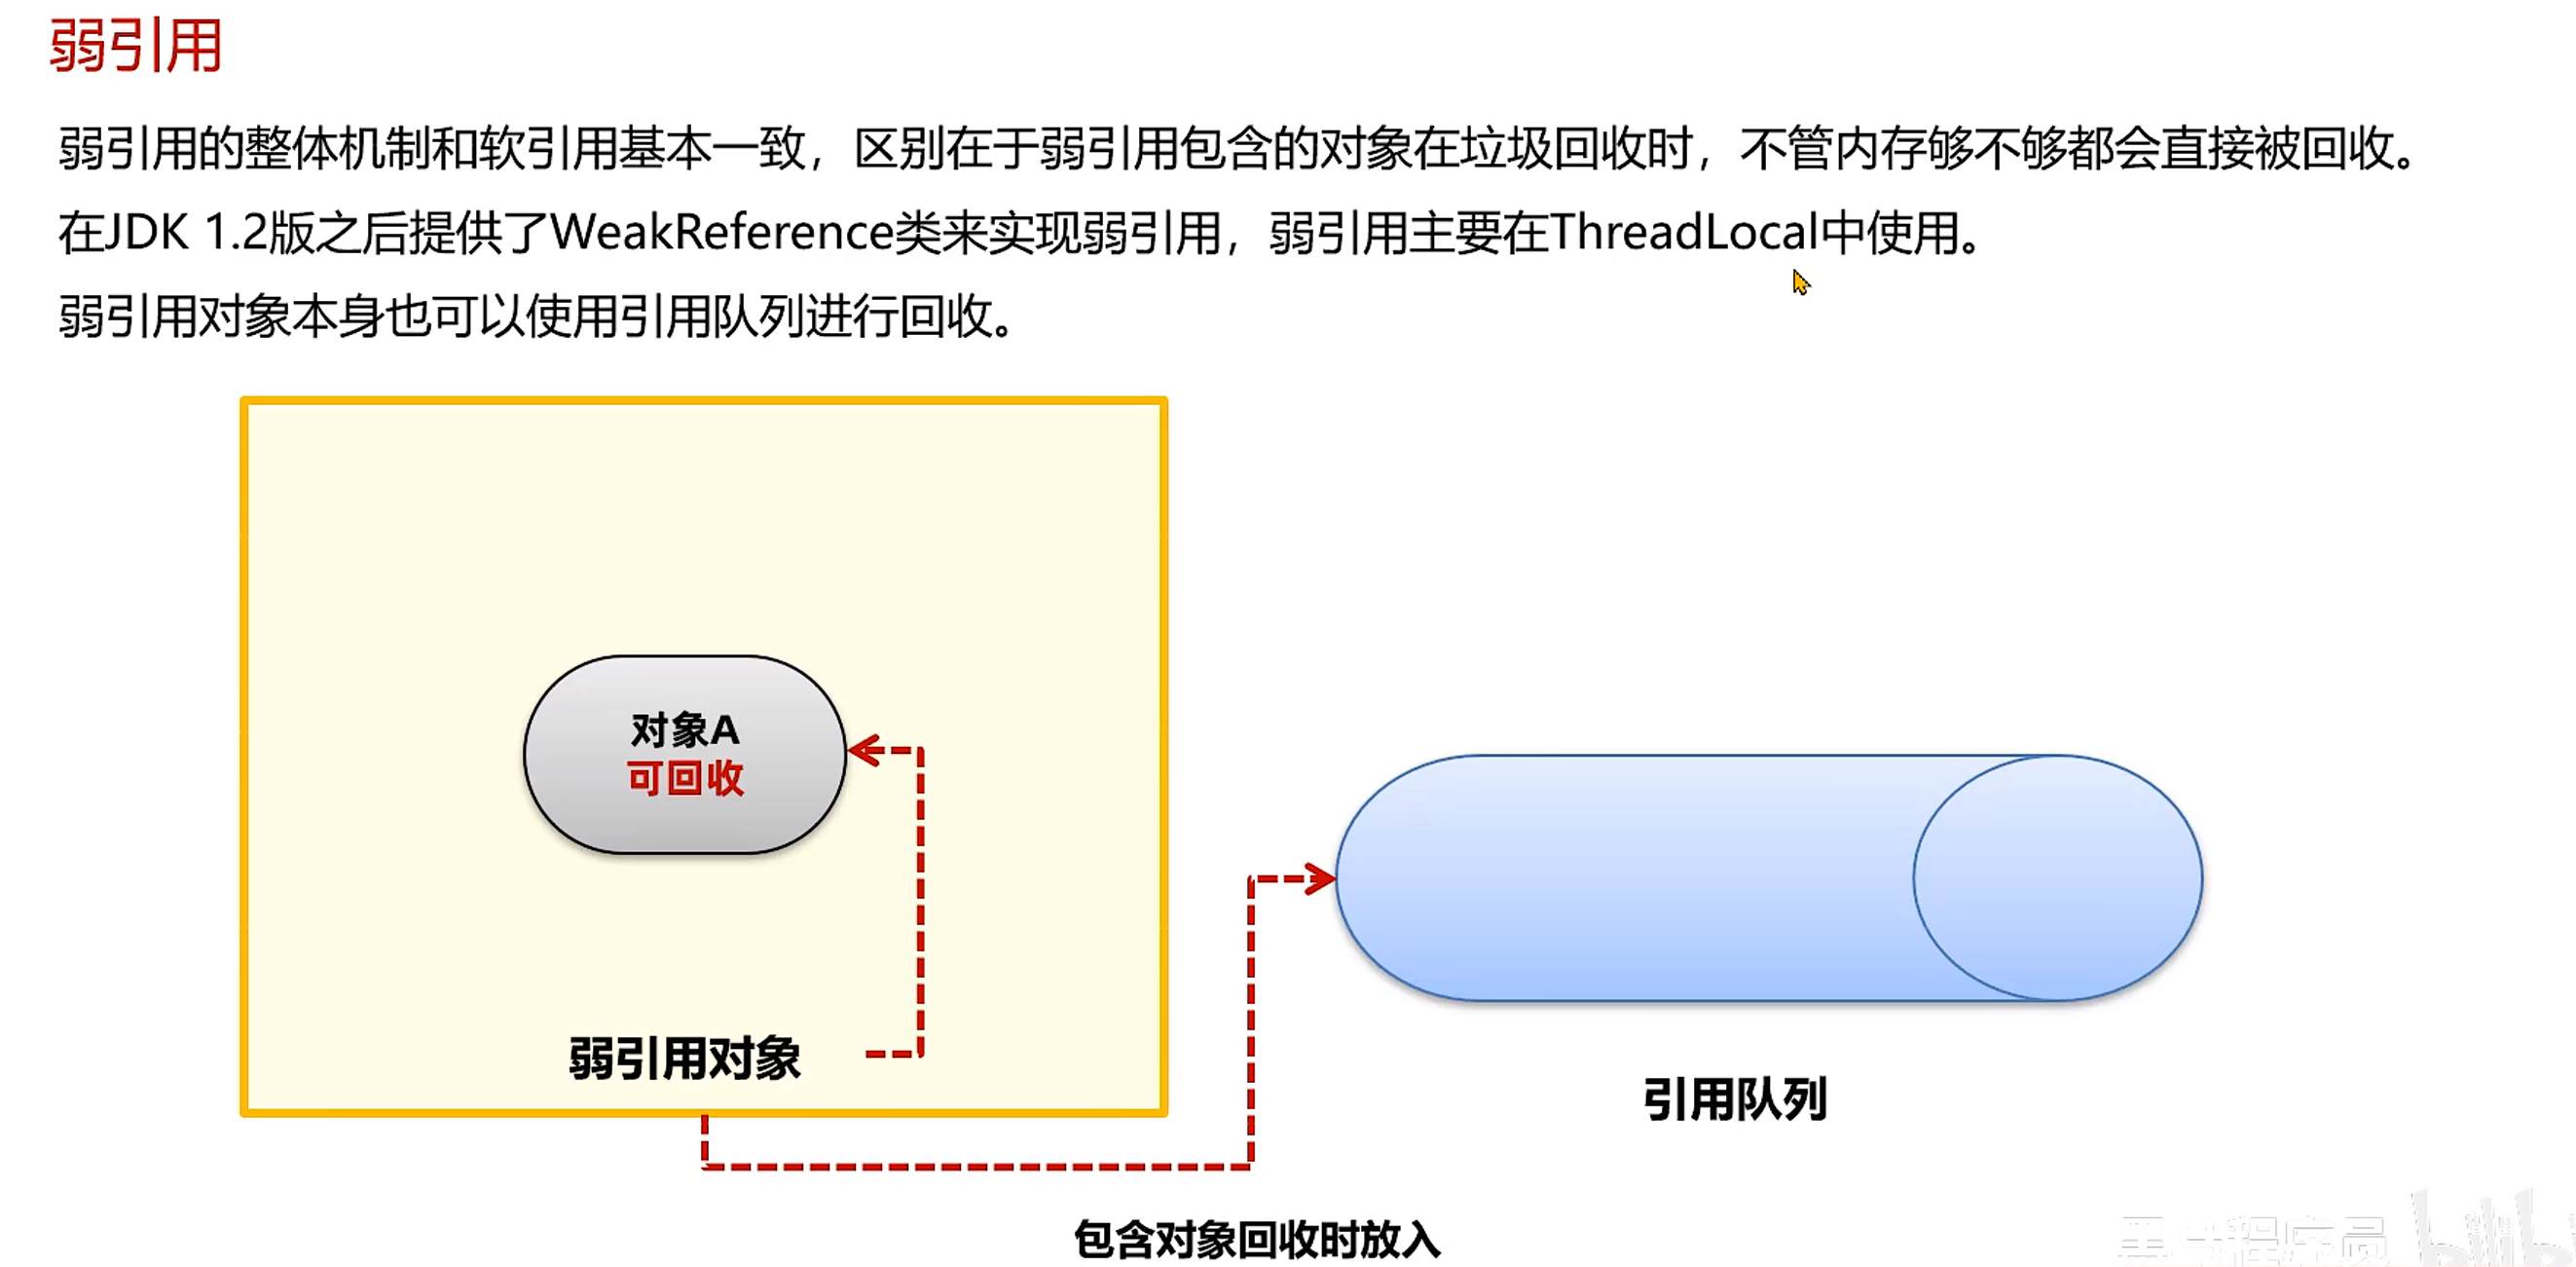 弱引用
弱引用的整体机制和软引用基本一致，区别在于弱引用包含的对象在垃圾回收时，不管内存够不够都会直接被回收。
在JDK 1.2版之后提供了WeakReference类来实现弱引用，弱引用主要在ThreadLocal中使用。
弱引用对象本身也可以使用引用队列进行回收。
对象A
可回收
弱引用对象
引用队列
包含对象回收时放入